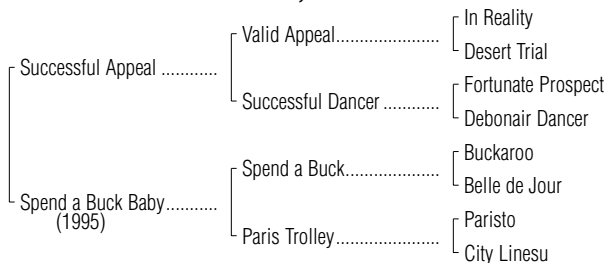 In Reality
Valid Appeal..................
Desert Trial
Successful Appeal ............
Fortunate Prospect
Successful Dancer ............
Debonair Dancer
Buckaroo
Spend a Buck...................
Belle de Jour
Spend a Buck Baby...........
(1995)
Paristo
Paris Trolley.....................
City Linesu